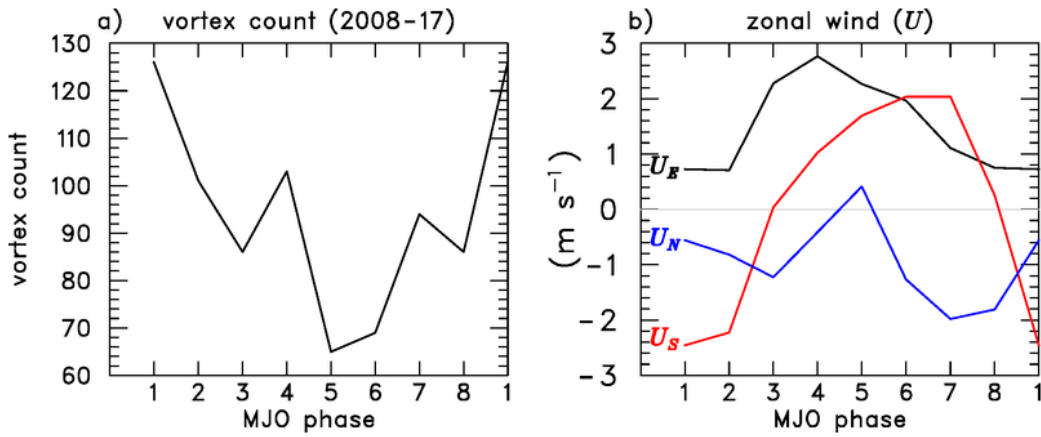 a) vortex count (2008-17)
130
120
110
100
90
80
70
60
vortex count
1 2 3 4 5 6 7 8 1
MJO phase
b) zonal wind (U)
3
2
1
0
-1
-2
-3
(m s⁻¹)
U_E
U_N
U_S
1 2 3 4 5 6 7 8 1
MJO phase